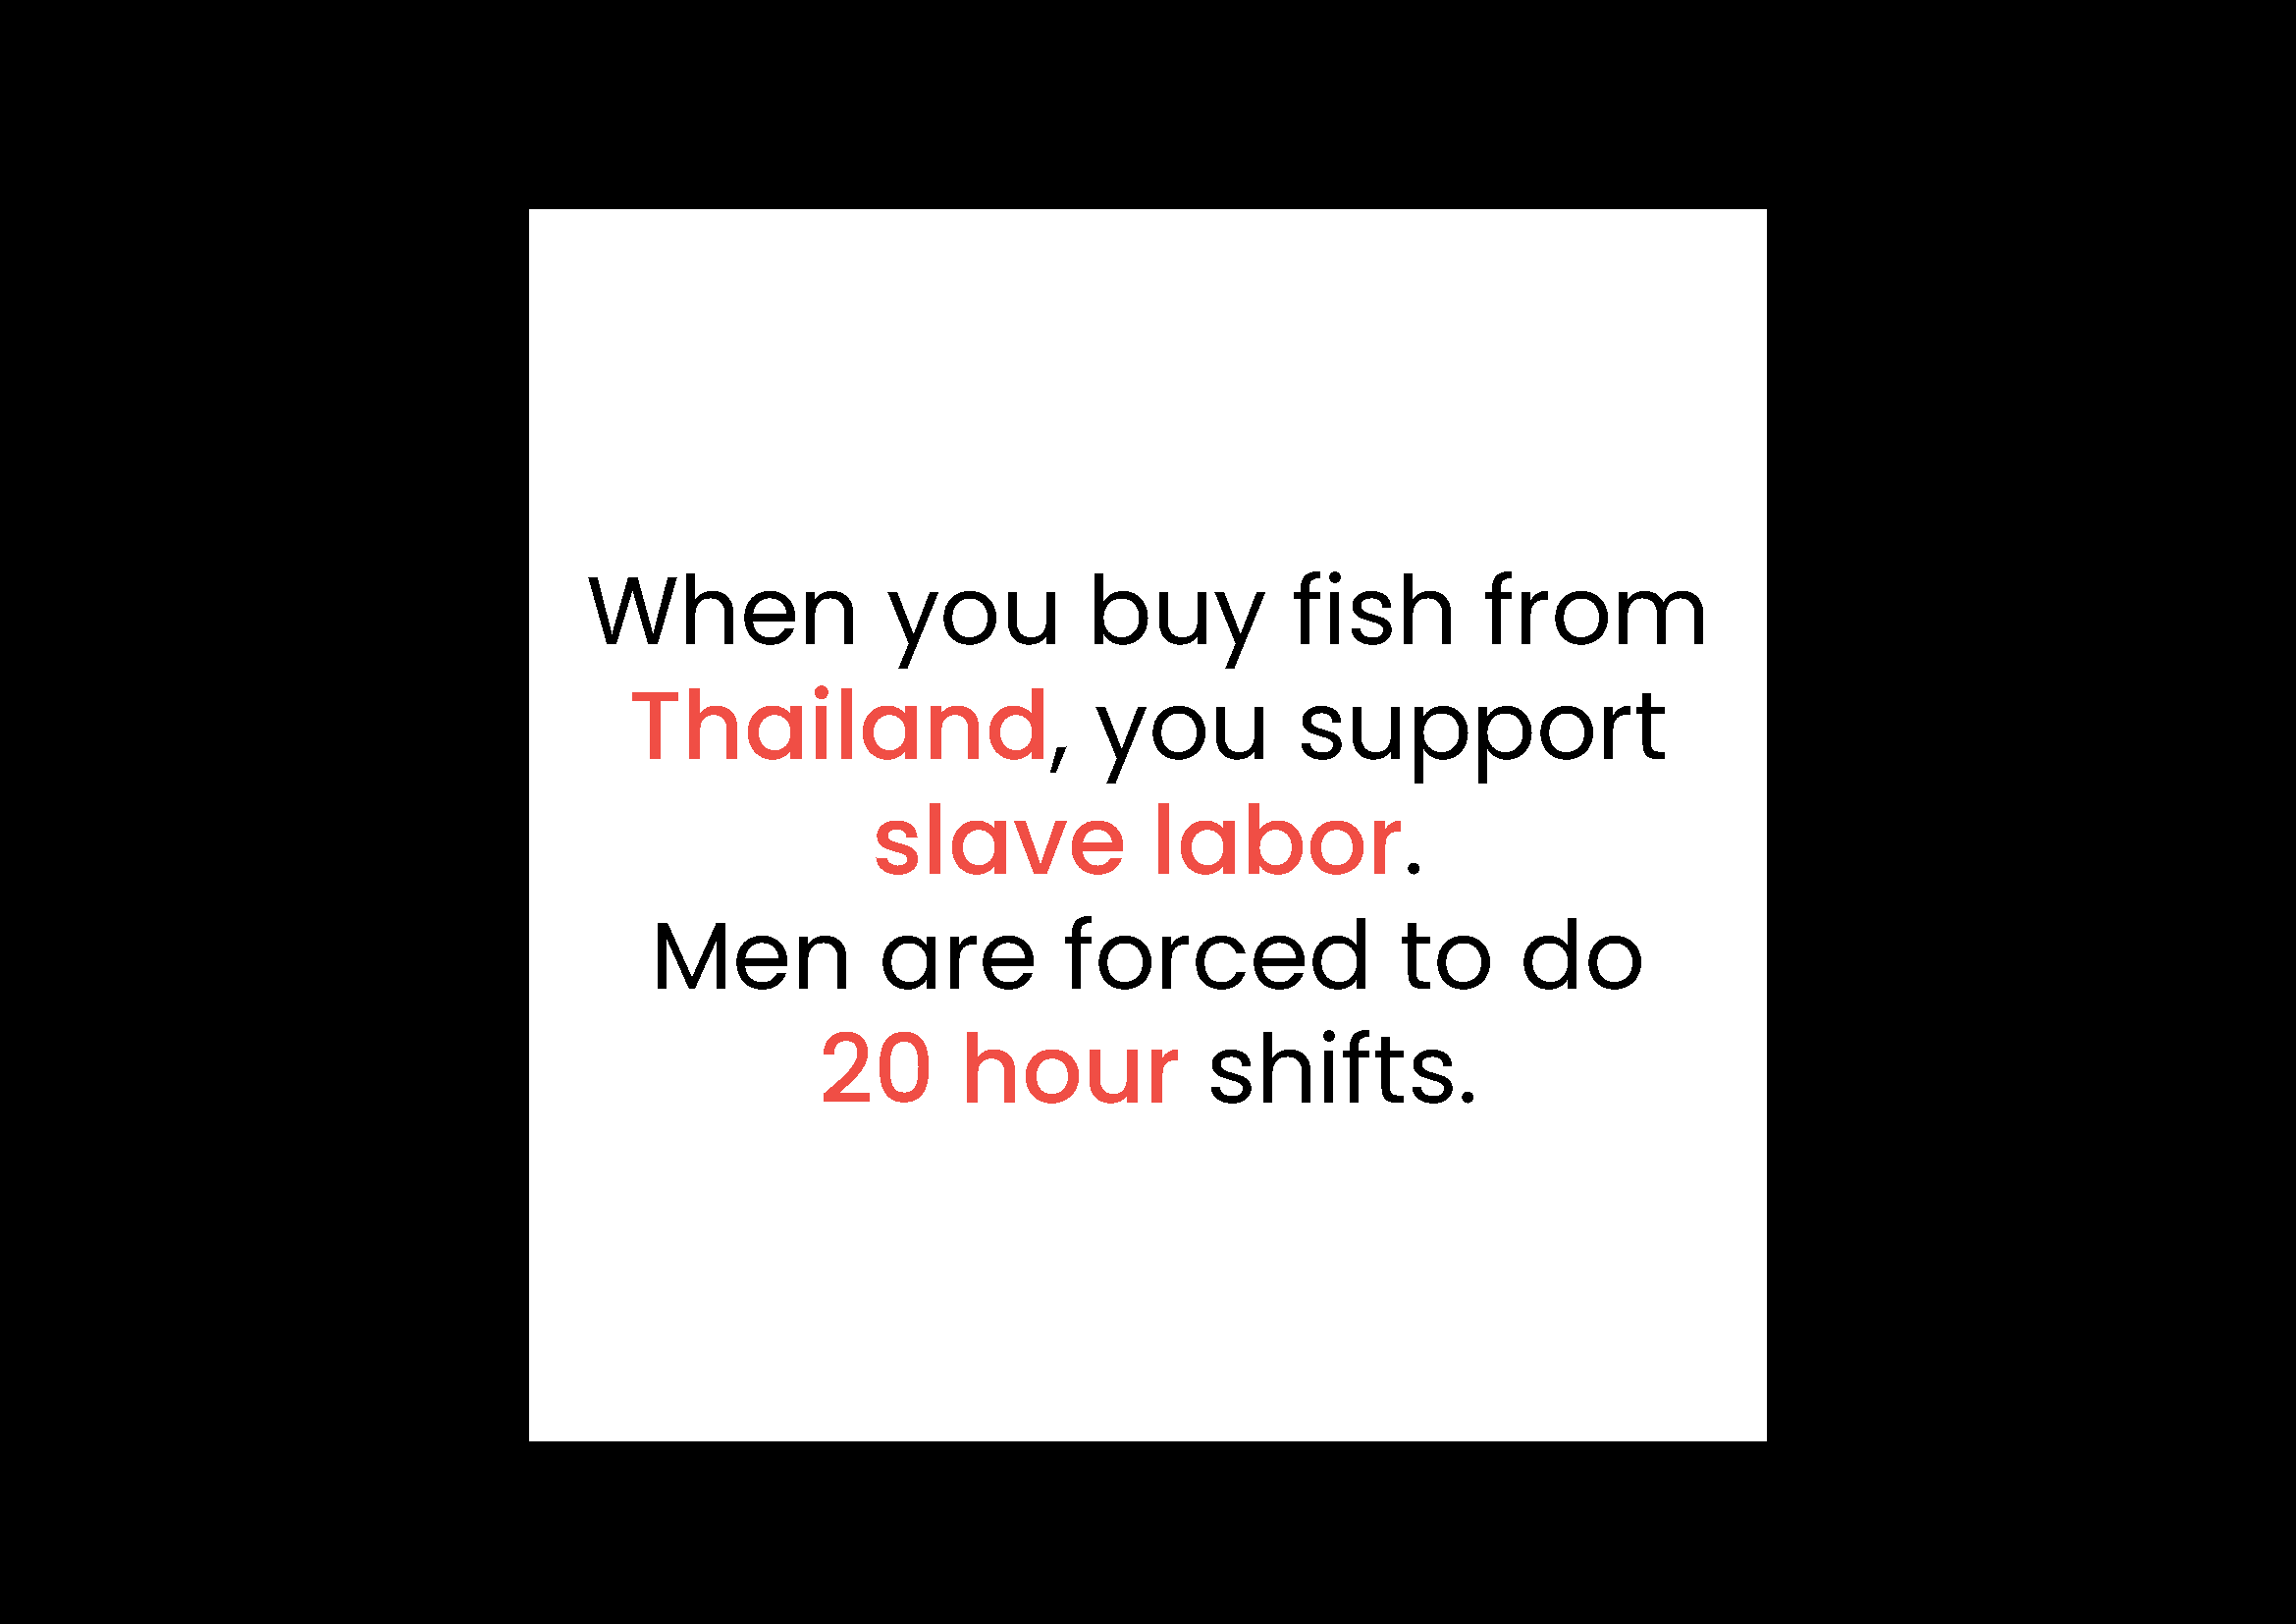 When you buy fish from
Thailand, you support
slave labor.
Men are forced to do
20 hour shifts.